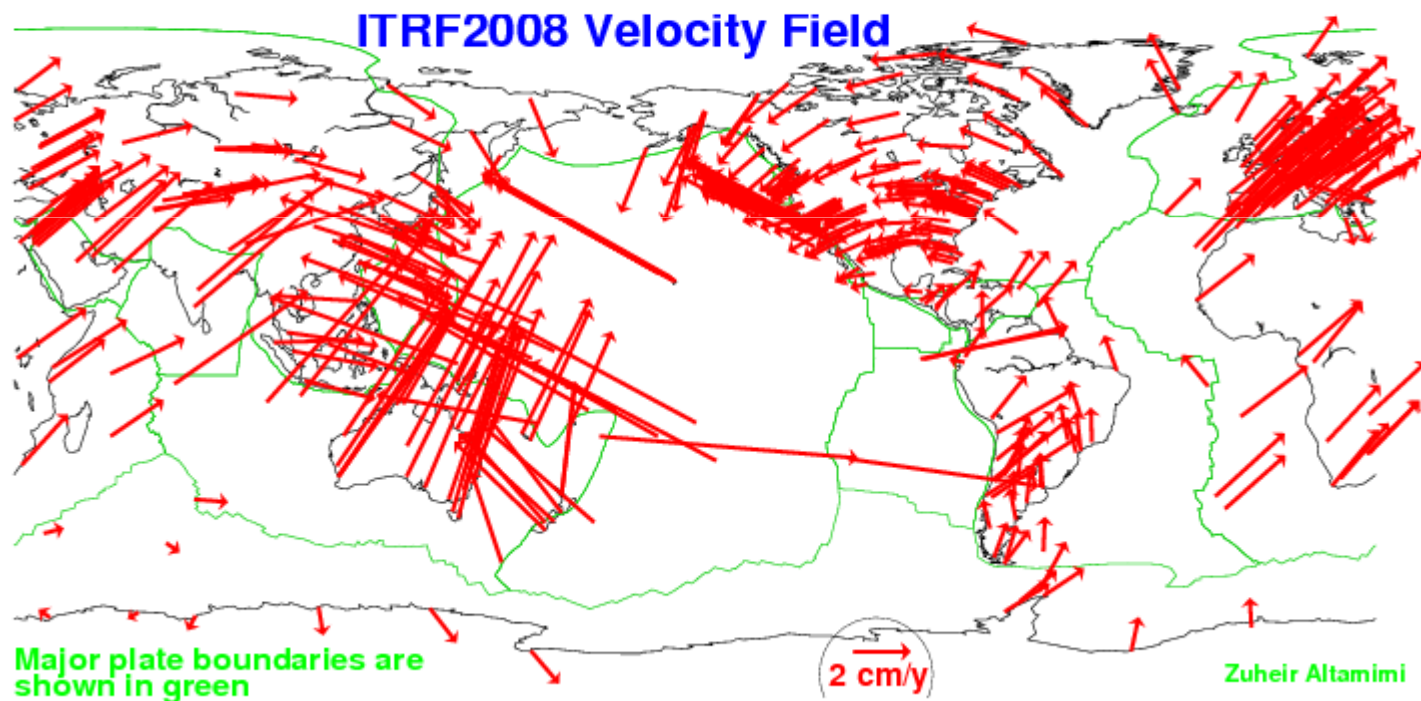 ITRF2008 Velocity Field
Major plate boundaries are
shown in green
2 cm/y
Zuheir Altamimi